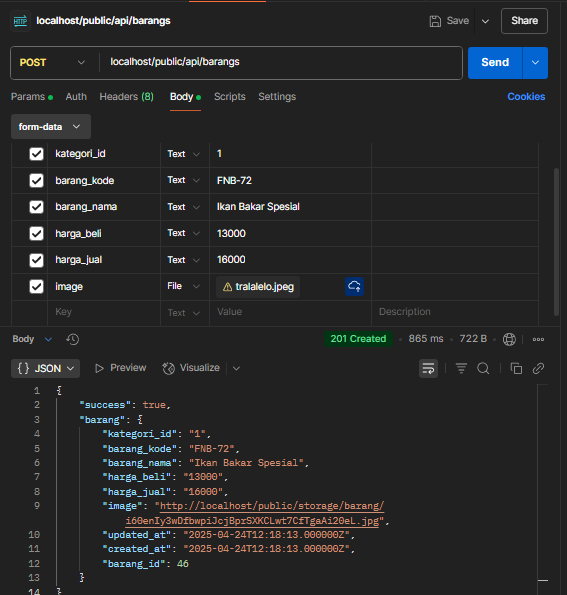 HTTP localhost/public/api/barangs Save Share
POST localhost/public/api/barangs Send
Params Auth Headers (8) Body Scripts Settings Cookies
form-data
kategori_id Text 1
barang_kode Text FNB-72
barang_nama Text Ikan Bakar Spesial
harga_beli Text 13000
harga_jual Text 16000
image File tralalelo.jpeg
Key Text Value Description
Body 201 Created 865 ms 722 B
{} JSON Preview Visualize
1 {
2 "success": true,
3 "barang": {
4 "kategori_id": "1",
5 "barang_kode": "FNB-72",
6 "barang_nama": "Ikan Bakar Spesial",
7 "harga_beli": "13000",
8 "harga_jual": "16000",
9 "image": "http://localhost/public/storage/barang/
i60enIy3wDfbwpiJcjBprSXKCLwt7CfTgaAi20eL.jpg",
10 "updated_at": "2025-04-24T12:18:13.000000Z",
11 "created_at": "2025-04-24T12:18:13.000000Z",
12 "barang_id": 46
13 }
14 }